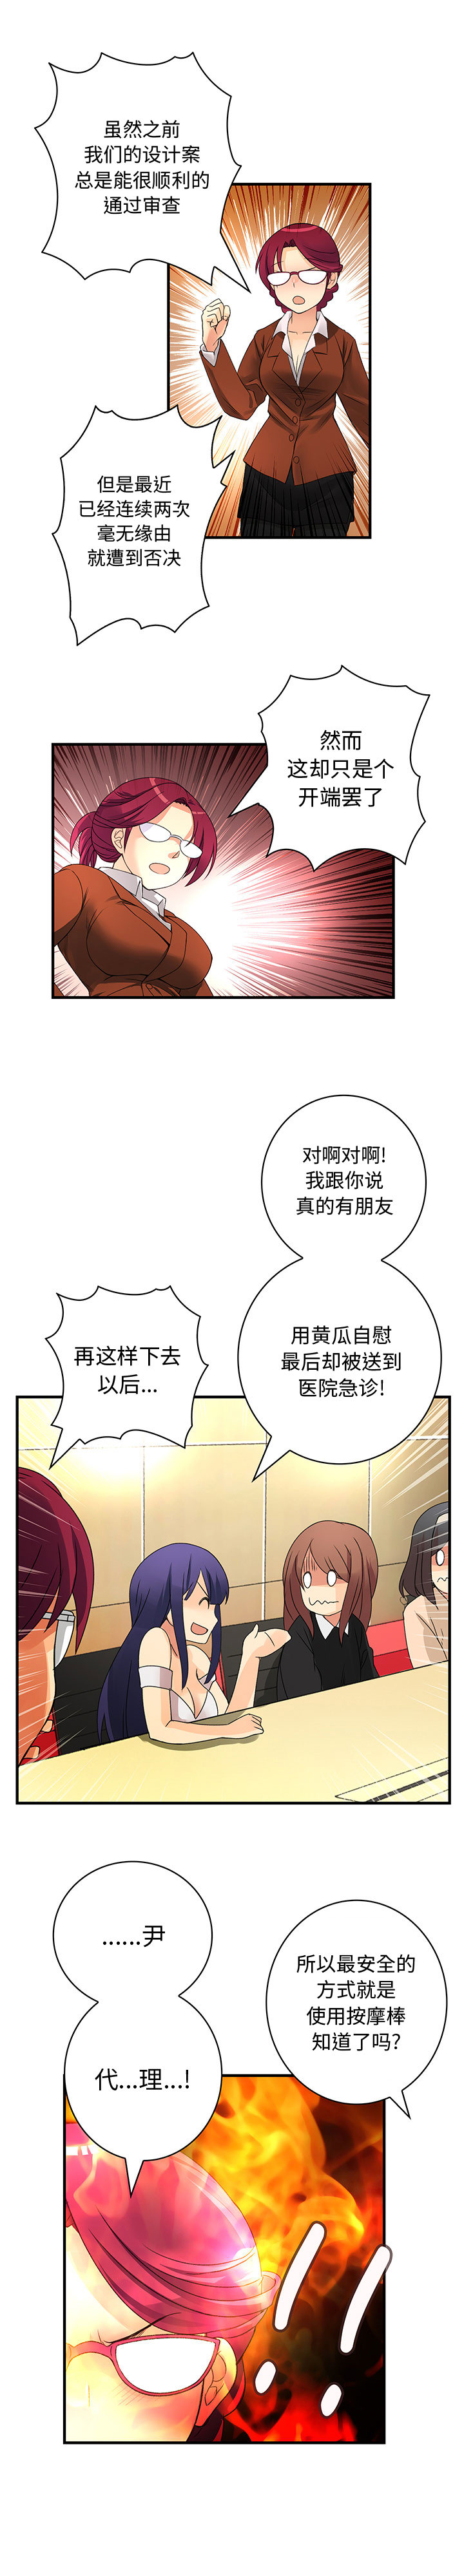 虽然之前
我们的设计案
总是能很顺利的
通过审查
但是最近
已经连续两次
毫无缘由
就遭到否决
然而
这却只是个
开端罢了
对啊对啊!
我跟你说
真的有朋友
用黄瓜自慰
最后却被送到
医院急诊!
再这样下去
以后...
......尹
代...理...!
所以最安全的
方式就是
使用按摩棒
知道了吗?